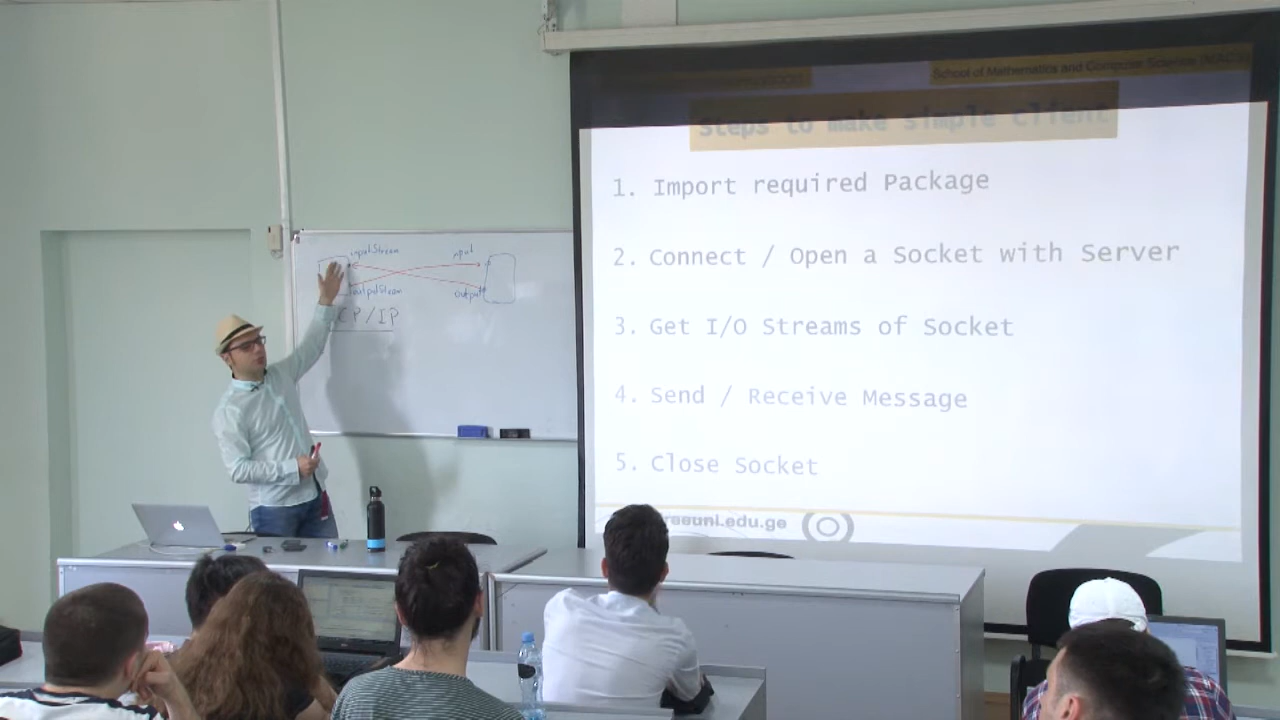 School of Mathematics and Computer Science
Steps to make simple client
1. Import required Package
2. Connect / Open a Socket with Server
3. Get I/O Streams of Socket
4. Send / Receive Message
5. Close Socket
inputStream
input
outputStream
output
/IP